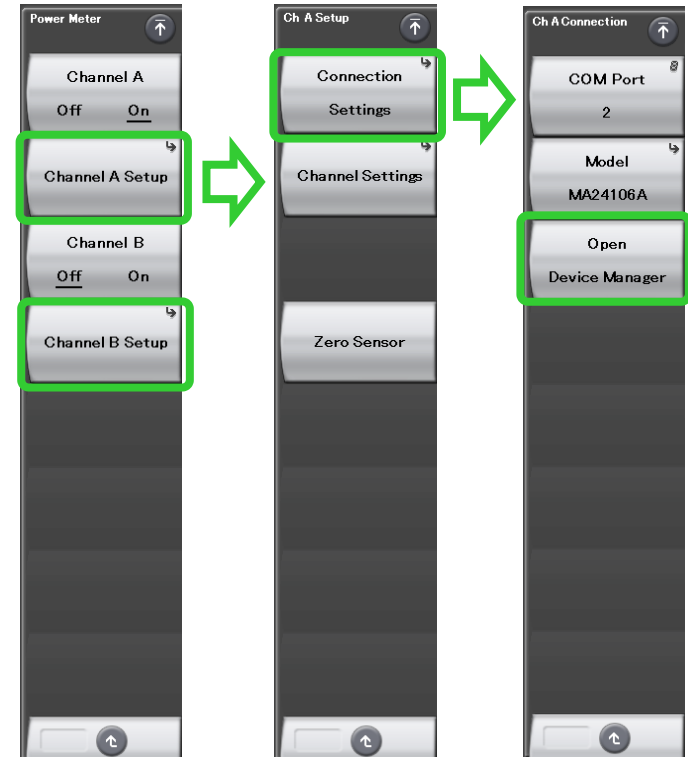 Power Meter
Channel A
Off On
Channel A Setup
Channel B
Off On
Channel B Setup
Ch A Setup
Connection
Settings
Channel Settings
Zero Sensor
Ch A Connection
COM Port
2
Model
MA24106A
Open
Device Manager